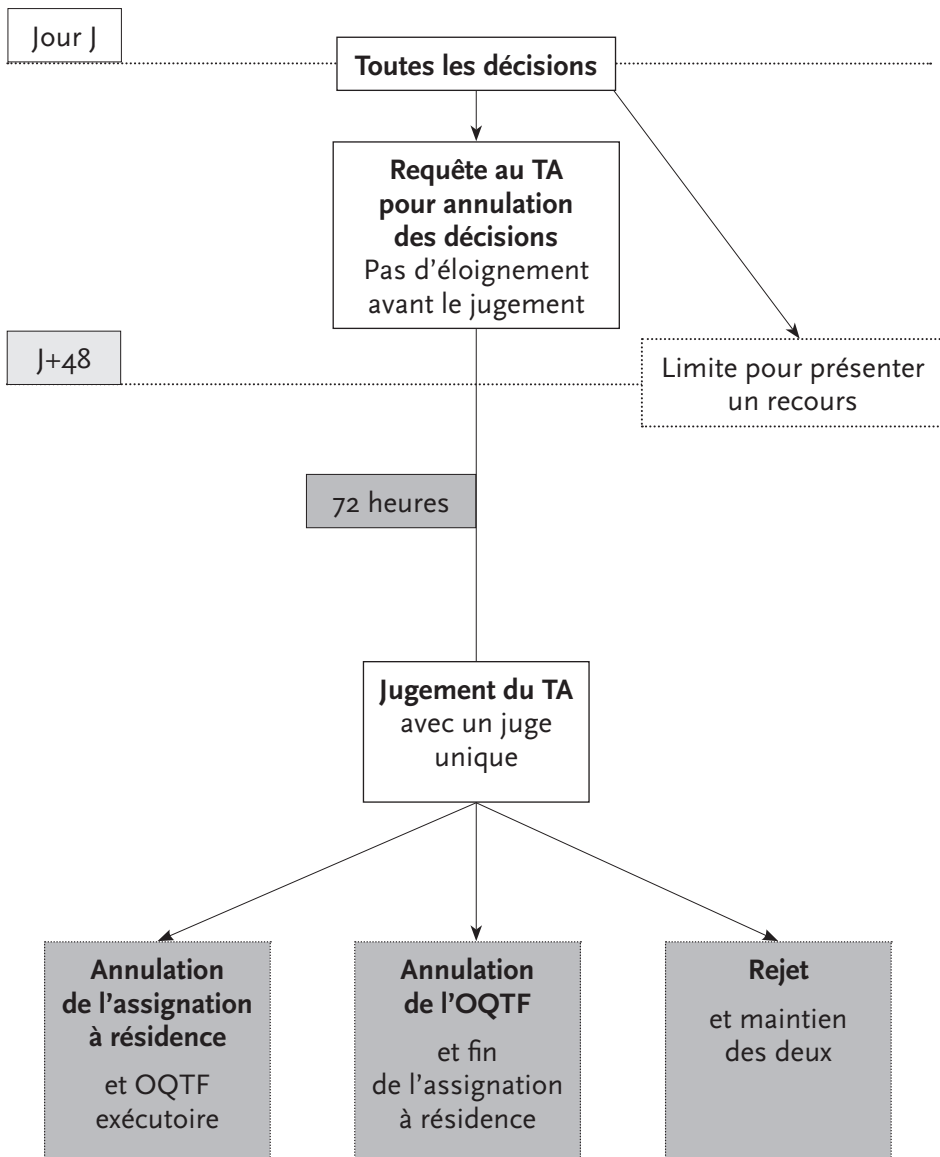 Jour J
Toutes les décisions
Requête au TA
pour annulation
des décisions
Pas d’éloignement
avant le jugement
J+48
Limite pour présenter
un recours
72 heures
Jugement du TA
avec un juge
unique
Annulation
de l’assignation
à résidence
et OQTF
exécutoire
Annulation
de l’OQTF
et fin
de l’assignation
à résidence
Rejet
et maintien
des deux